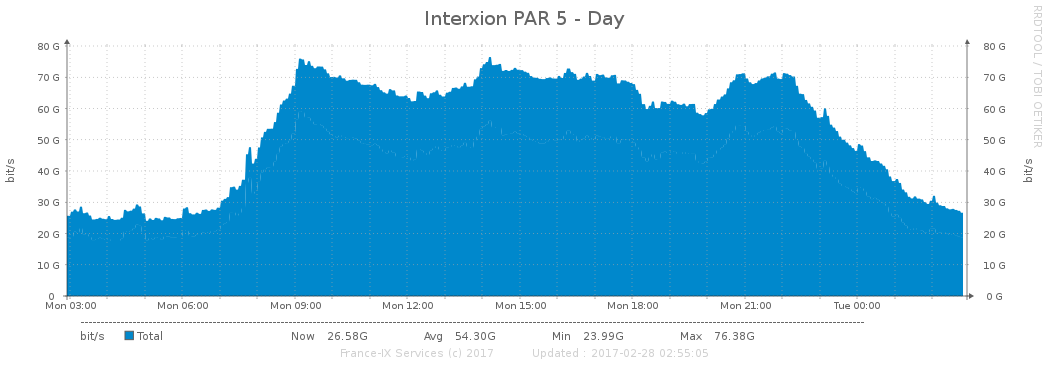 Interxion PAR 5 - Day
RRDTOOL / TOBI OETIKER
80 G 80 G
70 G 70 G
60 G 60 G
50 G 50 G
40 G 40 G
30 G 30 G
20 G 20 G
10 G 10 G
0 0 G
bit/s bit/s
Mon 03:00 Mon 06:00 Mon 09:00 Mon 12:00 Mon 15:00 Mon 18:00 Mon 21:00 Tue 00:00
bit/s Total Now 26.58G Avg 54.30G Min 23.99G Max 76.38G
France-IX Services (c) 2017 Updated : 2017-02-28 02:55:05